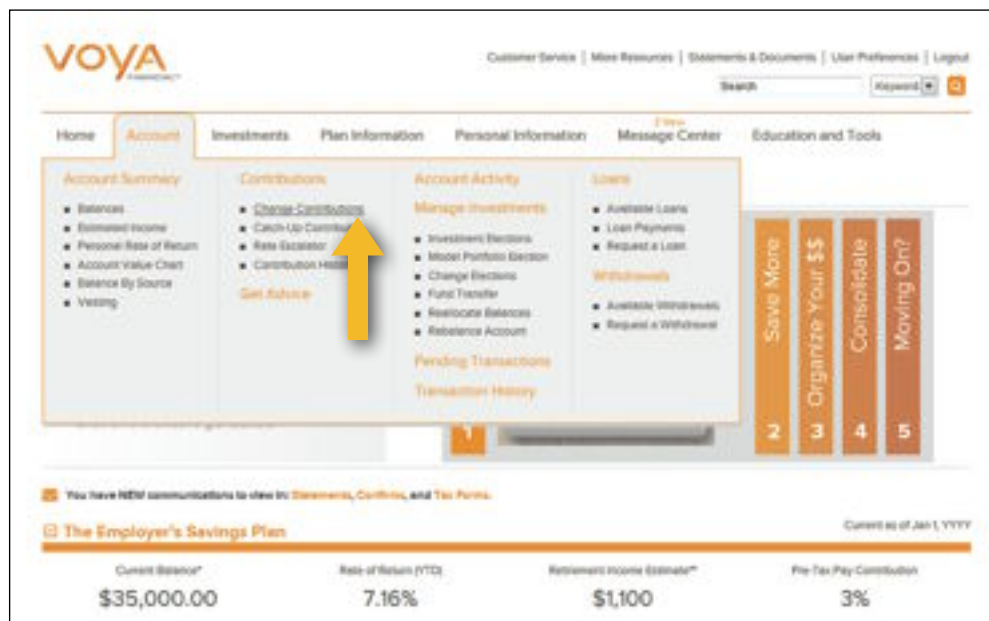 VOYA
FINANCIAL™
Customer Service | More Resources | Statements & Documents | User Preferences | Logout
Search Keyword
Home Account Investments Plan Information Personal Information 2 New Message Center Education and Tools
Account Summary
Balances
Estimated Income
Personal Rate of Return
Account Value Chart
Balance By Source
Vesting
Contributions
Change Contributions
Catch-Up
Rate Escalator
Contribution
Get Advice
Account Activity
Manage Investments
Investment Elections
Model Portfolio Election
Change Elections
Fund Transfer
Reallocate Balances
Rebalance Account
Pending Transactions
Transaction History
Loans
Available Loans
Loan Payments
Request a Loan
Withdrawals
Available Withdrawals
Request a Withdrawal
1
Save More 2
Organize Your $$ 3
Consolidate 4
Moving On? 5
You have NEW communications to view in: Statements, Confirms, and Tax Forms.
The Employer's Savings Plan Current as of Jan 1, YYYY
Current Balance* Rate of Return (YTD) Retirement Income Estimate** Pre-Tax Pay Contribution
$35,000.00 7.16% $1,100 3%